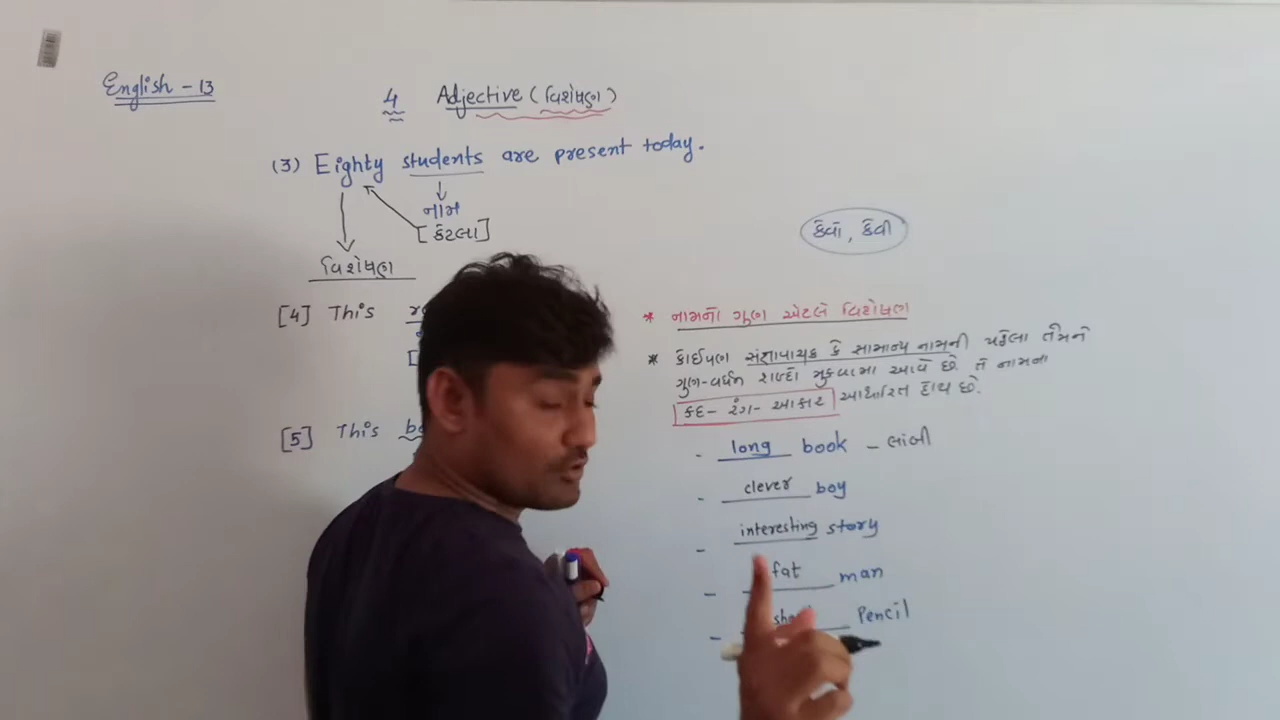 English - 13
4 Adjective (વિશેષણ)
(3) Eighty students are present today.
નામ
[કેટલા]
વિશેષણ
કેવો, કેવી
[4] This
* નામનો ગુણ એટલે વિશેષણ
* કોઈપણ સંજ્ઞાવાચક કે સામાન્ય નામની પહેલા તેમને
ગુણ-વર્ધન શબ્દો મુકવામા આવે છે. તે નામના
કદ- રંગ- આકાર આધારિત હોય છે.
[5] This
- long book - લાંબી
- clever boy
- interesting story
- fat man
- Pencil